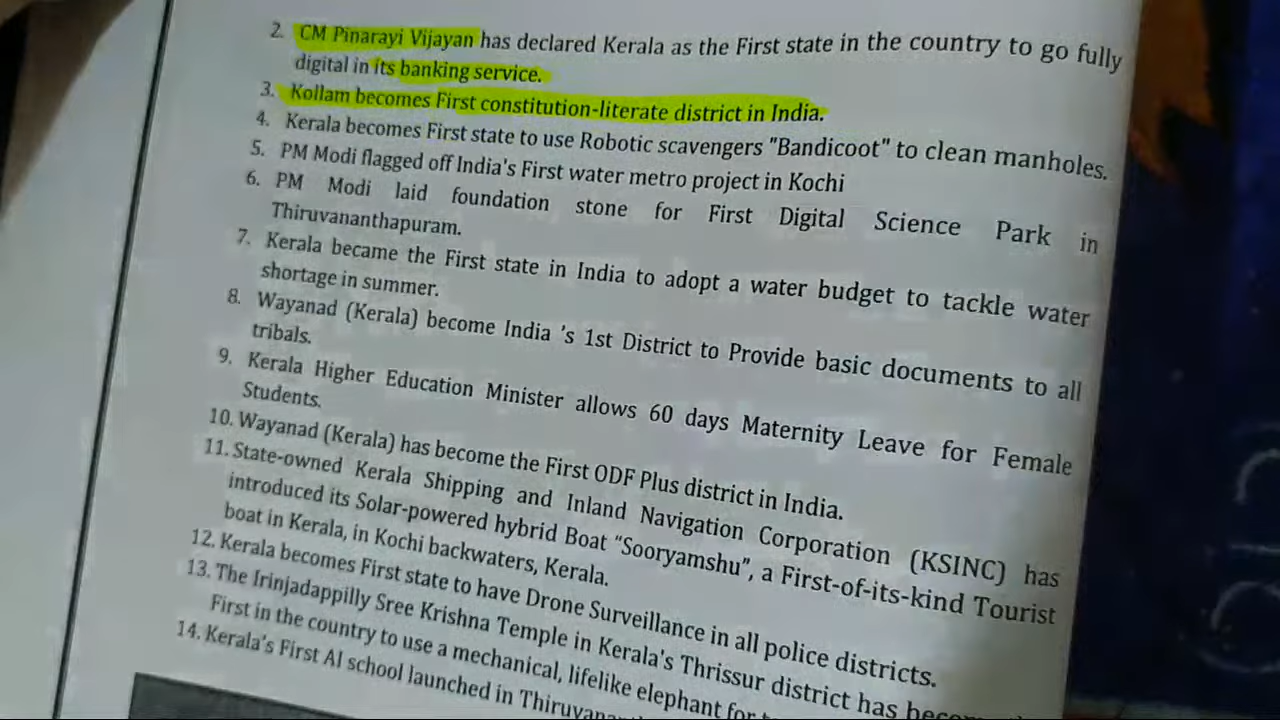 2. CM Pinarayi Vijayan has declared Kerala as the First state in the country to go fully
digital in its banking service.
3. Kollam becomes First constitution-literate district in India.
4. Kerala becomes First state to use Robotic scavengers "Bandicoot" to clean manholes.
5. PM Modi flagged off India's First water metro project in Kochi
6. PM Modi laid foundation stone for First Digital Science Park in
Thiruvananthapuram.
7. Kerala became the First state in India to adopt a water budget to tackle water
shortage in summer.
8. Wayanad (Kerala) become India 's 1st District to Provide basic documents to all
tribals.
9. Kerala Higher Education Minister allows 60 days Maternity Leave for Female
Students.
10. Wayanad (Kerala) has become the First ODF Plus district in India.
11. State-owned Kerala Shipping and Inland Navigation Corporation (KSINC) has
introduced its Solar-powered hybrid Boat "Sooryamshu", a First-of-its-kind Tourist
boat in Kerala, in Kochi backwaters, Kerala.
12. Kerala becomes First state to have Drone Surveillance in all police districts.
13. The Irinjadappilly Sree Krishna Temple in Kerala's Thrissur district has
First in the country to use a mechanical, lifelike elephant for
14. Kerala's First AI school launched in